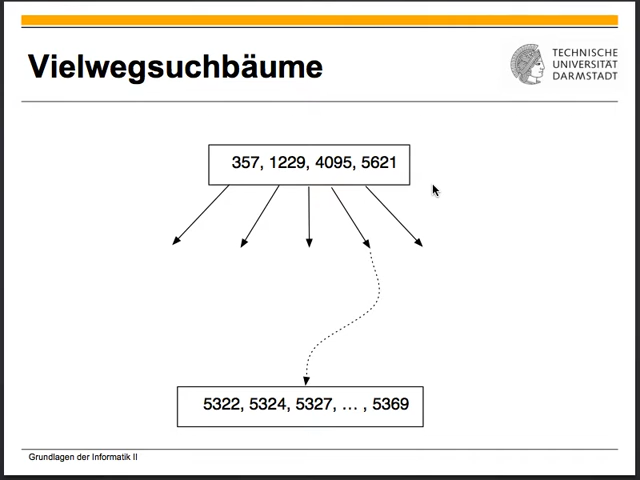 Vielwegsuchbäume
TECHNISCHE
UNIVERSITÄT
DARMSTADT
357, 1229, 4095, 5621
5322, 5324, 5327, … , 5369
Grundlagen der Informatik II